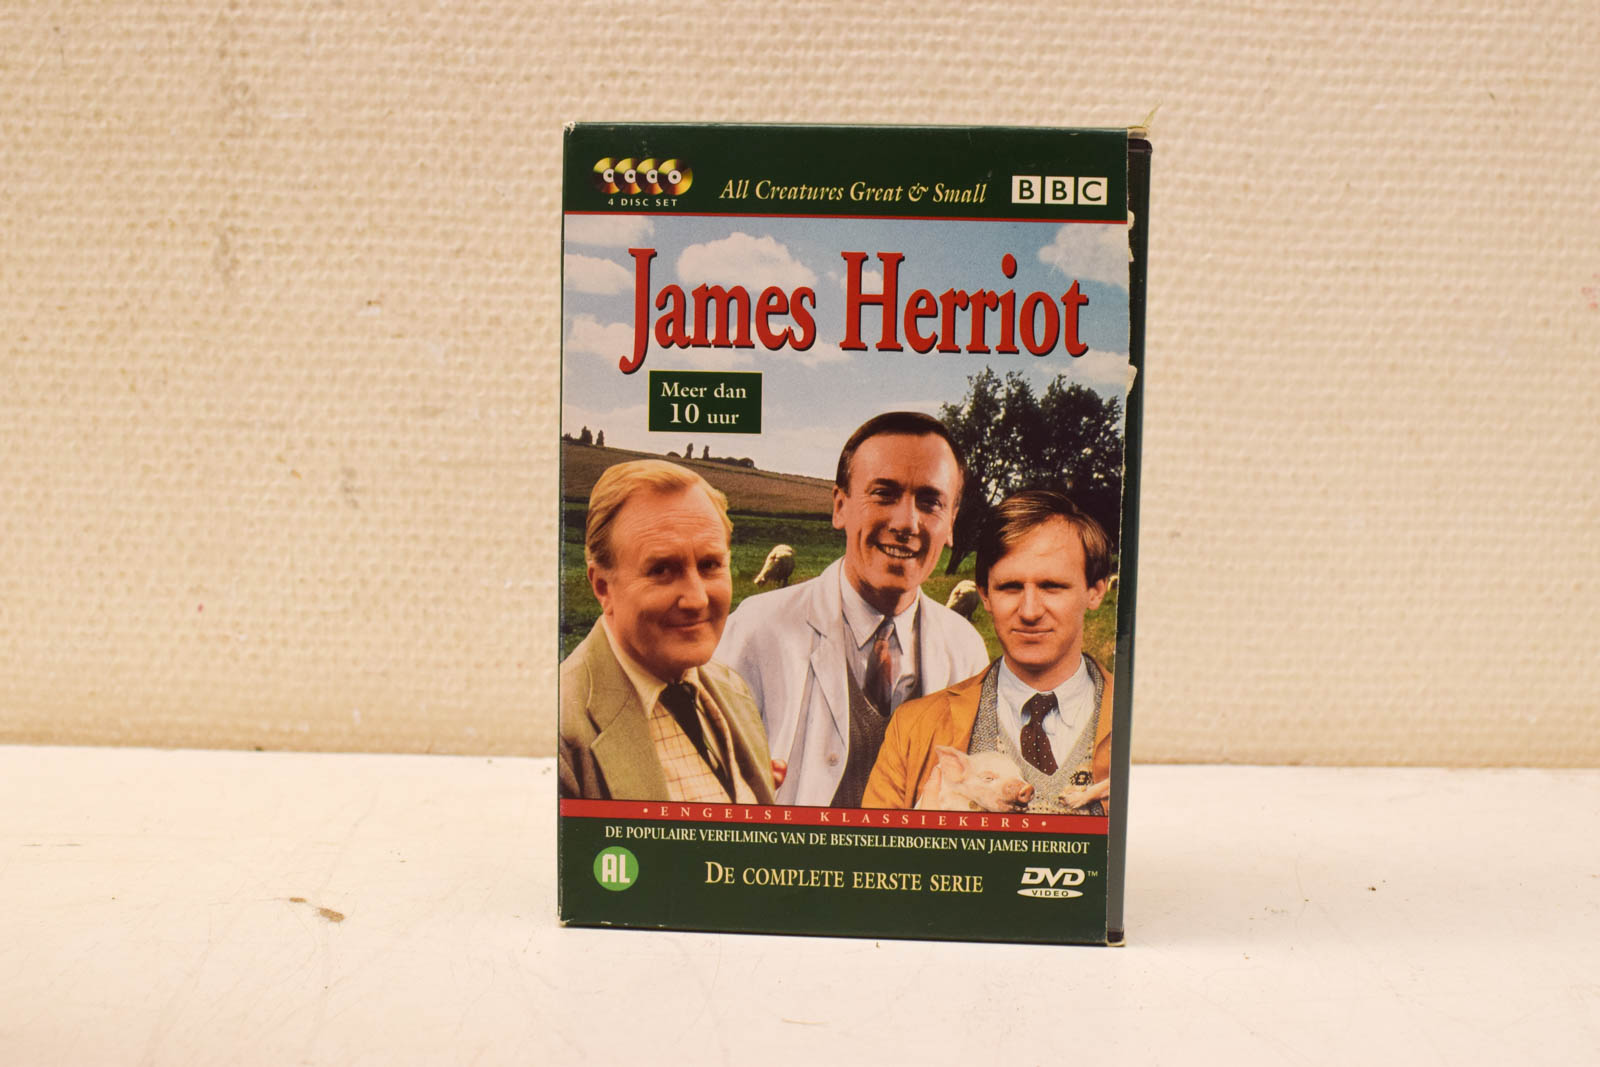 4 DISC SET
All Creatures Great & Small
BBC
James Herriot
Meer dan
10 uur
• ENGELSE KLASSIEKERS •
DE POPULAIRE VERFILMING VAN DE BESTSELLERBOEKEN VAN JAMES HERRIOT
AL
DE COMPLETE EERSTE SERIE
DVD™
VIDEO